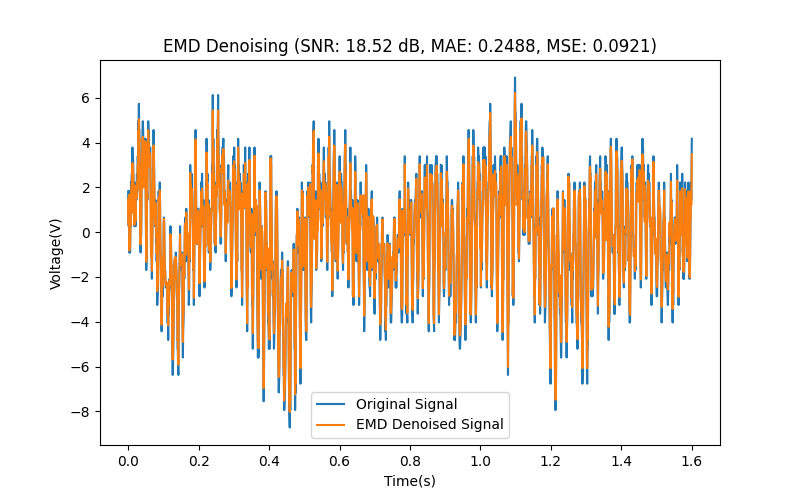 EMD Denoising (SNR: 18.52 dB, MAE: 0.2488, MSE: 0.0921)
6
4
2
0
−2
−4
−6
−8
Voltage(V)
Original Signal
EMD Denoised Signal
0.0 0.2 0.4 0.6 0.8 1.0 1.2 1.4 1.6
Time(s)